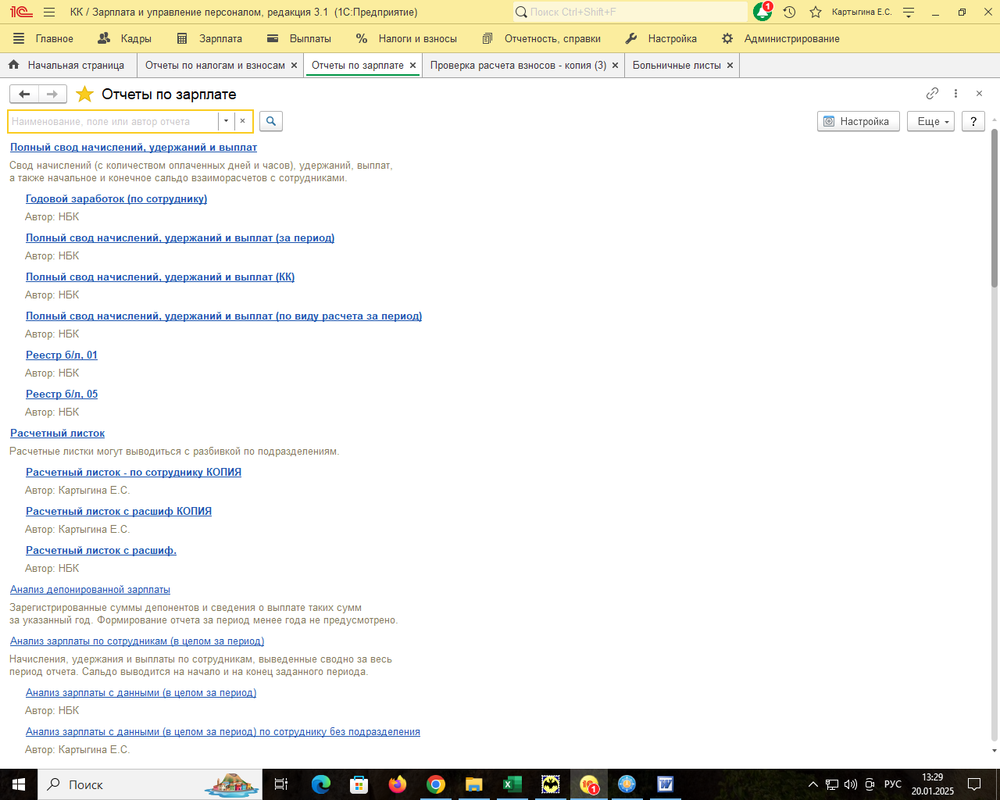 КК / Зарплата и управление персоналом, редакция 3.1 (1С:Предприятие)
Поиск Ctrl+Shift+F
1
Картыгина Е.С.
Главное
Кадры
Зарплата
Выплаты
Налоги и взносы
Отчетность, справки
Настройка
Администрирование
Начальная страница
Отчеты по налогам и взносам
Отчеты по зарплате
Проверка расчета взносов - копия (3)
Больничные листы
Отчеты по зарплате
Наименование, поле или автор отчета
Настройка
Еще
?
Полный свод начислений, удержаний и выплат
Свод начислений (с количеством оплаченных дней и часов), удержаний, выплат,
а также начальное и конечное сальдо взаиморасчетов с сотрудниками.
Годовой заработок (по сотруднику)
Автор: НБК
Полный свод начислений, удержаний и выплат (за период)
Автор: НБК
Полный свод начислений, удержаний и выплат (КК)
Автор: НБК
Полный свод начислений, удержаний и выплат (по виду расчета за период)
Автор: НБК
Реестр б/л, 01
Автор: НБК
Реестр б/л, 05
Автор: НБК
Расчетный листок
Расчетные листки могут выводиться с разбивкой по подразделениям.
Расчетный листок - по сотруднику КОПИЯ
Автор: Картыгина Е.С.
Расчетный листок с расшиф КОПИЯ
Автор: Картыгина Е.С.
Расчетный листок с расшиф.
Автор: НБК
Анализ депонированной зарплаты
Зарегистрированные суммы депонентов и сведения о выплате таких сумм
за указанный год. Формирование отчета за период менее года не предусмотрено.
Анализ зарплаты по сотрудникам (в целом за период)
Начисления, удержания и выплаты по сотрудникам, выведенные сводно за весь
период отчета. Сальдо выводится на начало и на конец заданного периода.
Анализ зарплаты с данными (в целом за период)
Автор: НБК
Анализ зарплаты с данными (в целом за период) по сотруднику без подразделения
Автор: Картыгина Е.С.
Поиск
1
РУС
13:29
20.01.2025